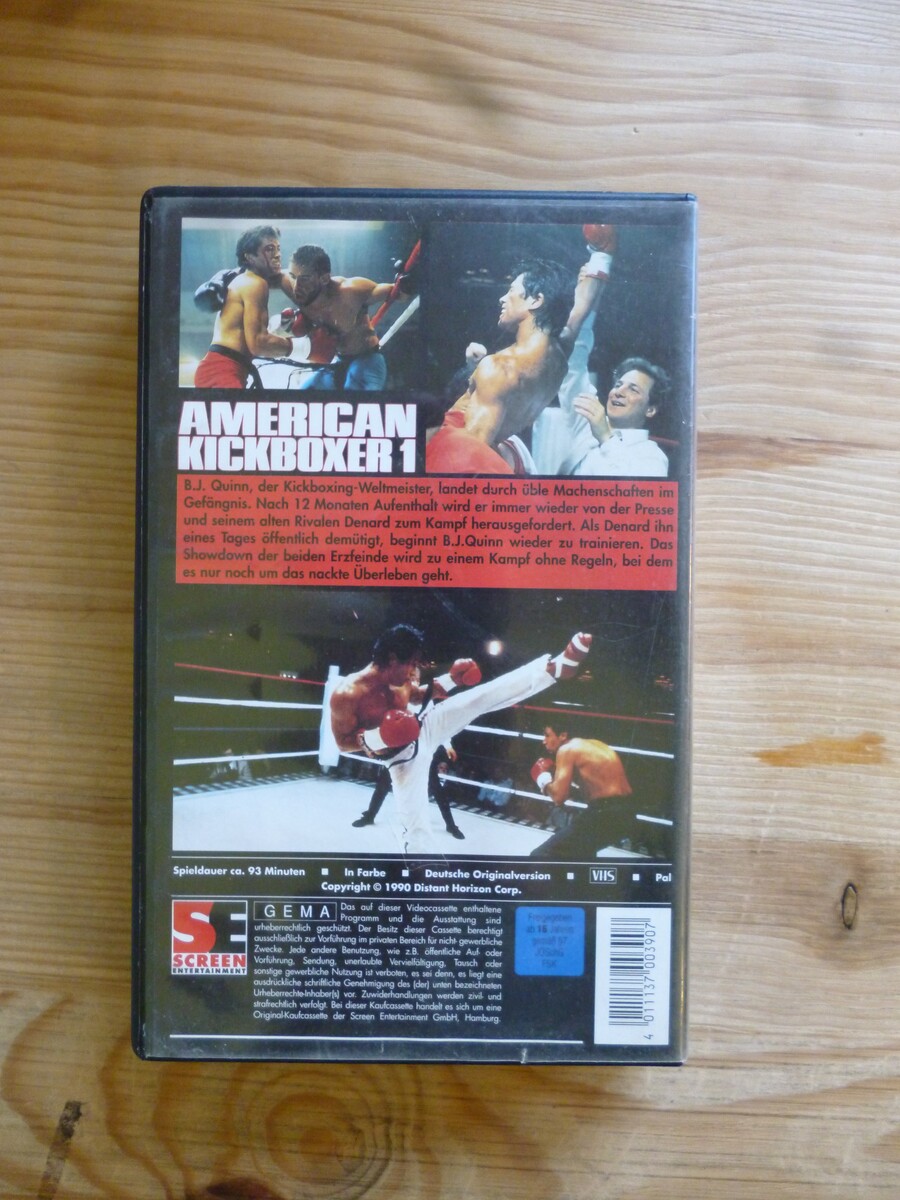 AMERICAN
KICKBOXER 1
B.J. Quinn, der Kickboxing-Weltmeister, landet durch üble Machenschaften im
Gefängnis. Nach 12 Monaten Aufenthalt wird er immer wieder von der Presse
und seinem alten Rivalen Denard zum Kampf herausgefordert. Als Denard ihn
eines Tages öffentlich demütigt, beginnt B.J.Quinn wieder zu trainieren. Das
Showdown der beiden Erzfeinde wird zu einem Kampf ohne Regeln, bei dem
es nur noch um das nackte Überleben geht.
Spieldauer ca. 93 Minuten ■ In Farbe ■ Deutsche Originalversion ■ VHS ■ Pal
Copyright © 1990 Distant Horizon Corp.
SE
SCREEN
ENTERTAINMENT
GEMA
Das auf dieser Videocassette enthaltene
Programm und die Ausstattung sind
urheberrechtlich geschützt. Der Besitz dieser Cassette berechtigt
ausschließlich zur Vorführung im privaten Bereich für nicht- gewerbliche
Zwecke. Jede andere Benutzung, wie z.B. öffentliche Auf- oder
Vorführung, Sendung, unerlaubte Vervielfältigung, Tausch oder
sonstige gewerbliche Nutzung ist verboten, es sei denn, es liegt eine
ausdrückliche schriftliche Genehmigung des (der) unten bezeichneten
Urheberrechte-Inhaber(s) vor. Zuwiderhandlungen werden zivil- und
strafrechtlich verfolgt. Bei dieser Kaufcassette handelt es sich um eine
Original-Kaufcassette der Screen Entertainment GmbH, Hamburg.
Freigegeben
ab 16 Jahren
gemäß §7
JÖSchG
FSK
4 011137 003907